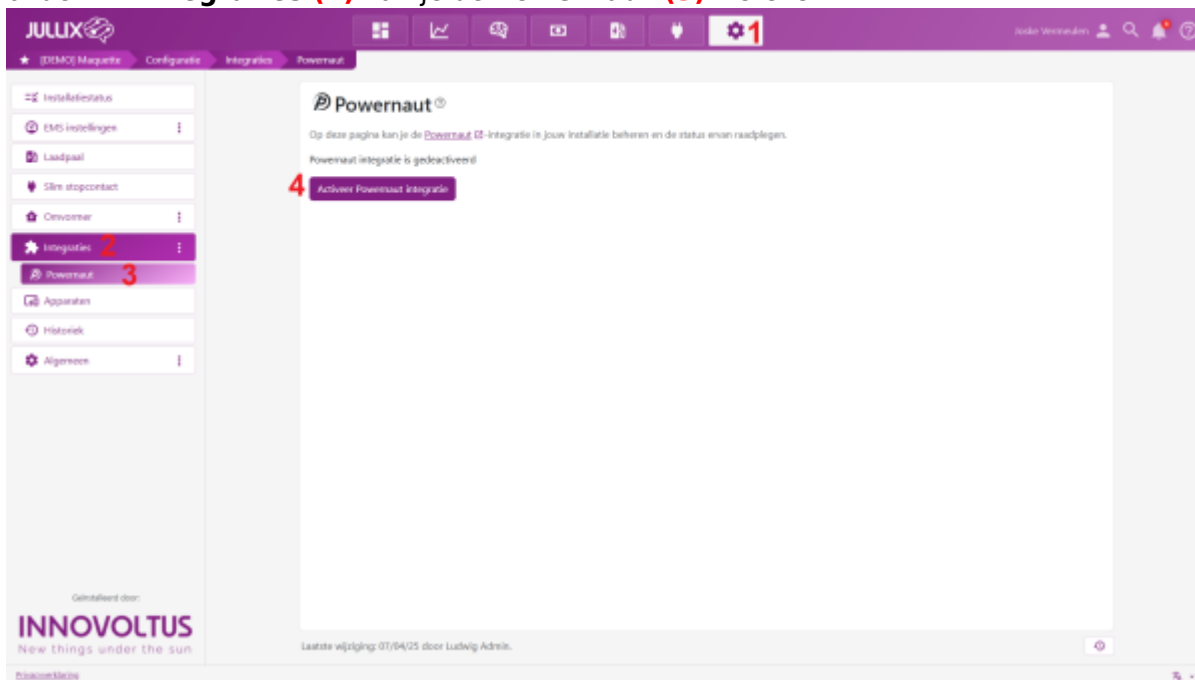 JULLIX
1
Joske Vermeulen
[DEMO] Maquette
Configuratie
Integraties
Powernaut
Installatiestatus
EMS instellingen
Laadpaal
Slim stopcontact
Omvormer
Integraties 2
Powernaut 3
Apparaten
Historiek
Algemeen
Powernaut
Op deze pagina kan je de Powernaut -integratie in jouw installatie beheren en de status ervan raadplegen.
Powernaut integratie is gedeactiveerd
4 Activeer Powernaut integratie
Geïnstalleerd door:
INNOVOLTUS
New things under the sun
Laatste wijziging: 07/04/25 door Ludwig Admin.
Privacyverklaring